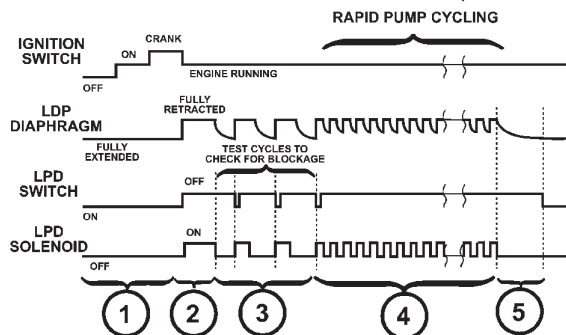 RAPID PUMP CYCLING
IGNITION
SWITCH
OFF
ON
CRANK
ENGINE RUNNING
LDP
DIAPHRAGM
FULLY
EXTENDED
FULLY
RETRACTED
TEST CYCLES TO
CHECK FOR BLOCKAGE
LPD
SWITCH
ON
OFF
LPD
SOLENOID
OFF
ON
1
2
3
4
5